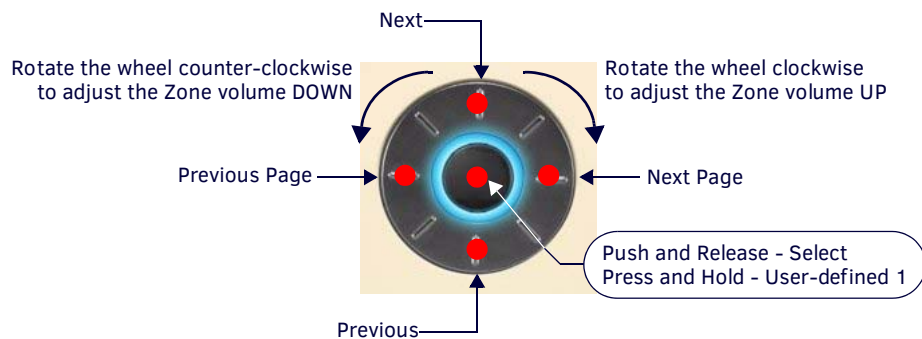 Next
Rotate the wheel counter-clockwise
to adjust the Zone volume DOWN
Rotate the wheel clockwise
to adjust the Zone volume UP
Previous Page
Next Page
Push and Release - Select
Press and Hold - User-defined 1
Previous